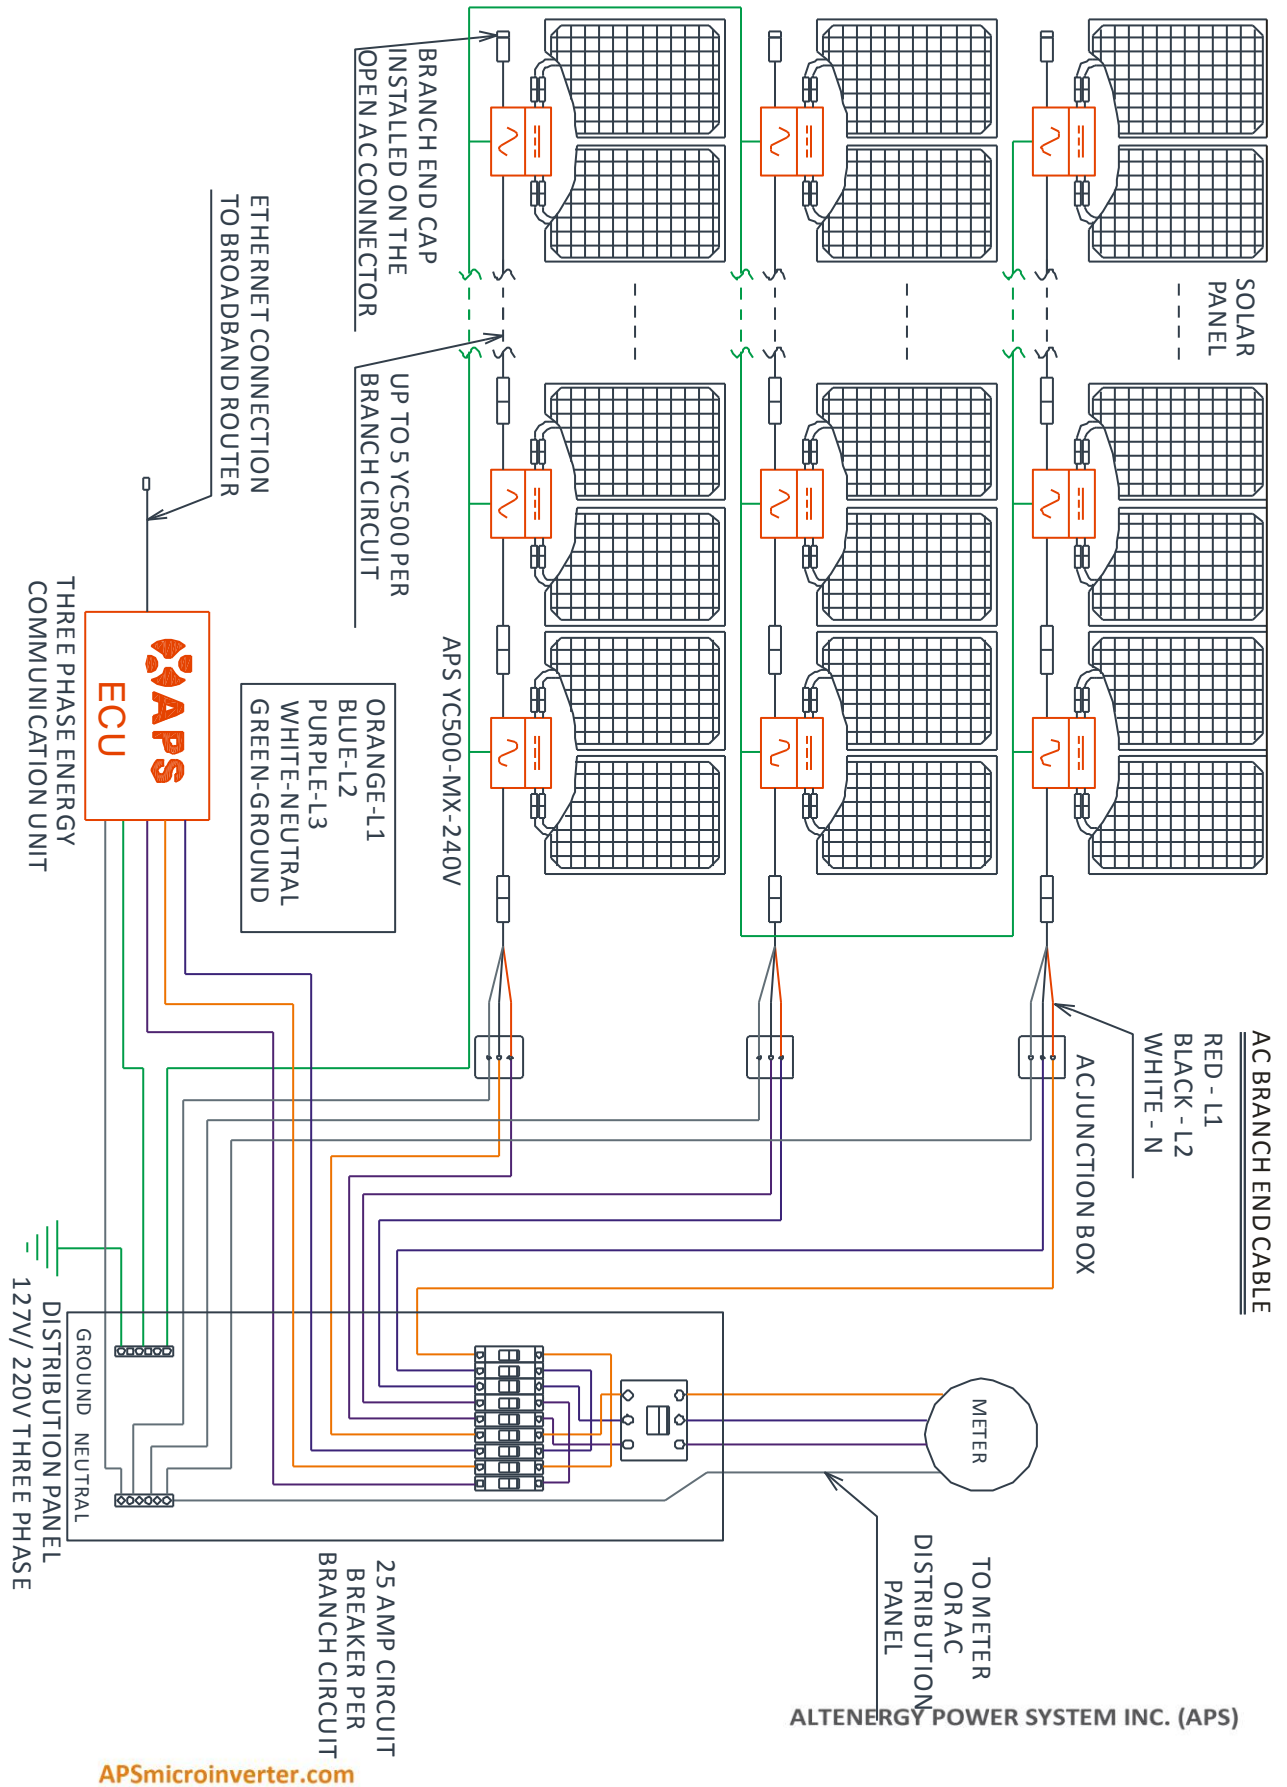 SOLAR
PANEL
AC BRANCH END CABLE
RED - L1
BLACK - L2
WHITE - N
AC JUNCTION BOX
BRANCH END CAP
INSTALLED ON THE
OPEN AC CONNECTOR
UP TO 5 YC500 PER
BRANCH CIRCUIT
APS YC500-MX-240V
ORANGE-L1
BLUE-L2
PURPLE-L3
WHITE-NEUTRAL
GREEN-GROUND
ETHERNET CONNECTION
TO BROADBAND ROUTER
APS
ECU
THREE PHASE ENERGY
COMMUNICATION UNIT
METER
TO METER
OR AC
DISTRIBUTION
PANEL
25 AMP CIRCUIT
BREAKER PER
BRANCH CIRCUIT
GROUND NEUTRAL
DISTRIBUTION PANEL
127V/220V THREE PHASE
ALTENERGY POWER SYSTEM INC. (APS)
APSmicroinverter.com